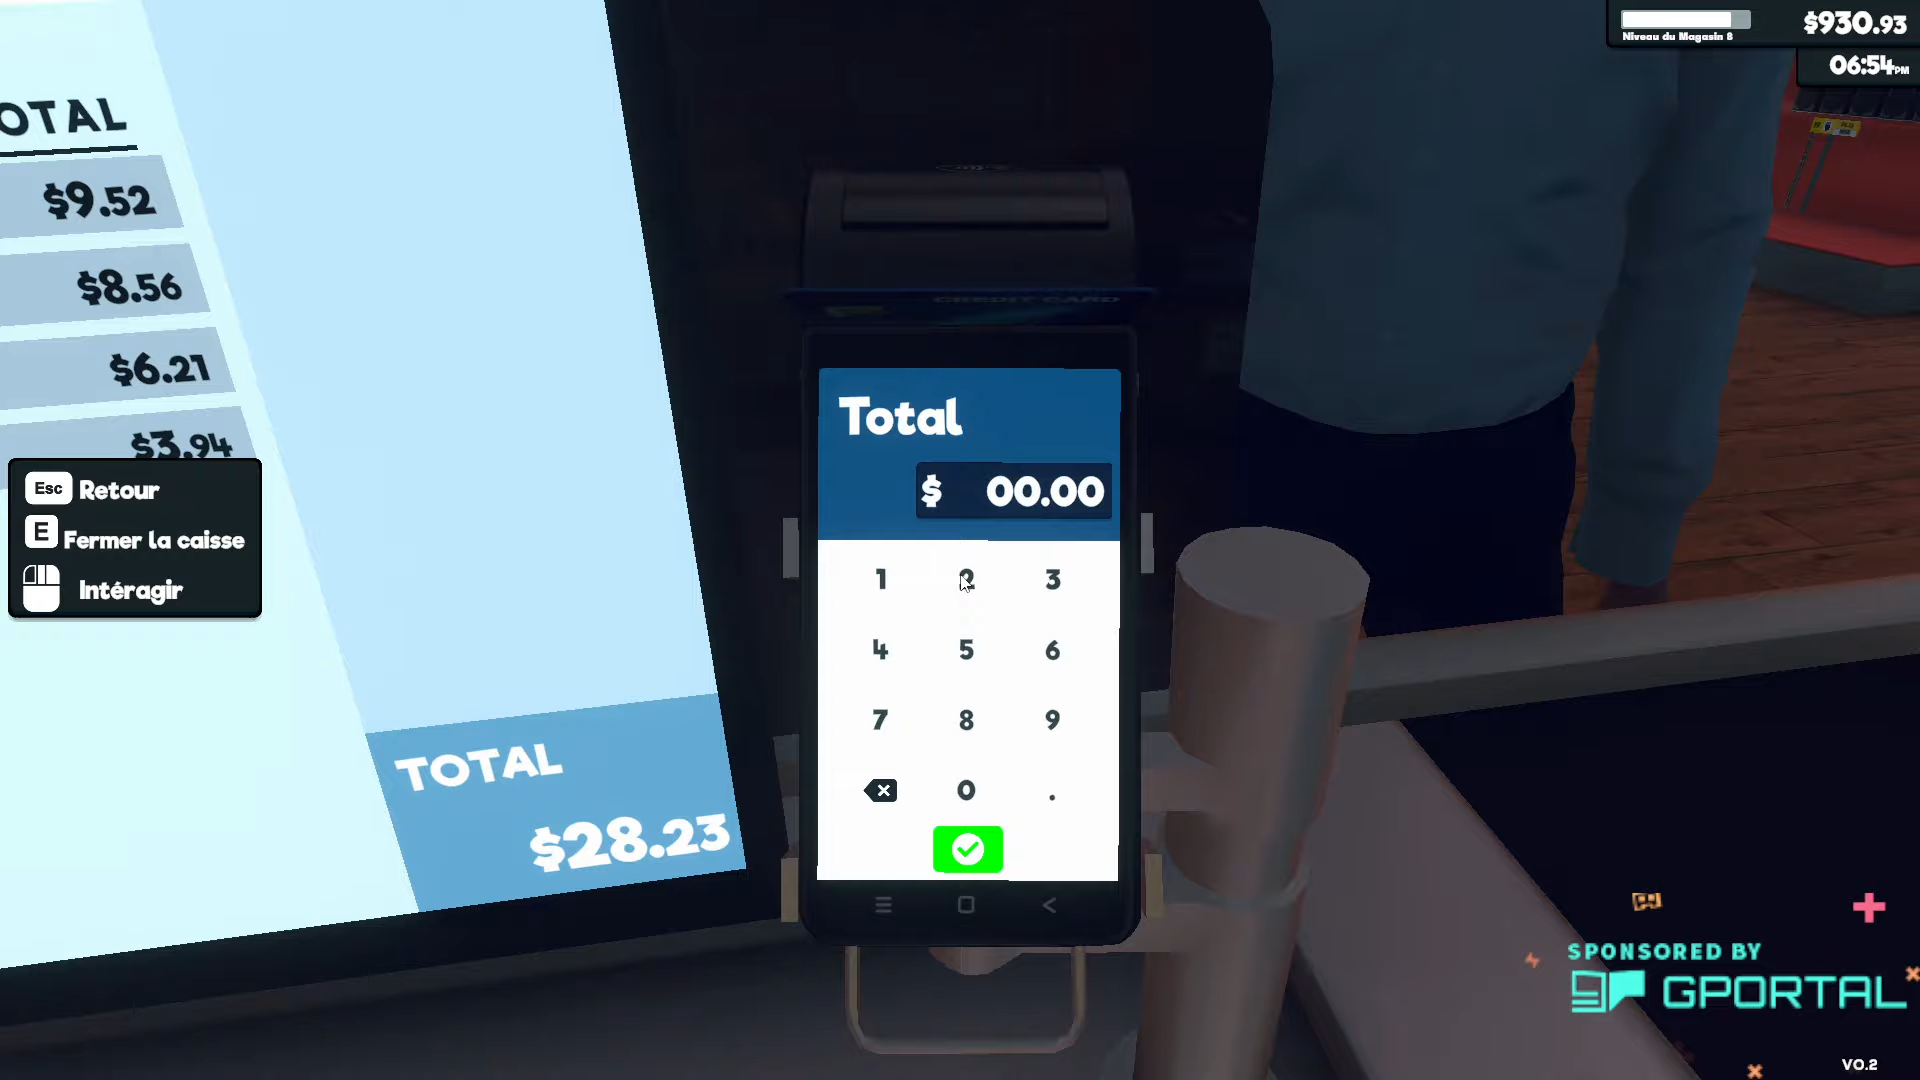 Niveau du Magasin 8
$930.93
06:54PM
OTAL
$9.52
$8.56
$6.21
$3.94
Esc Retour
E Fermer la caisse
Intéragir
TOTAL
$28.23
CREDIT CARD
Total
$ 00.00
1 2 3
4 5 6
7 8 9
0 .
SPONSORED BY
GPORTAL
V0.2